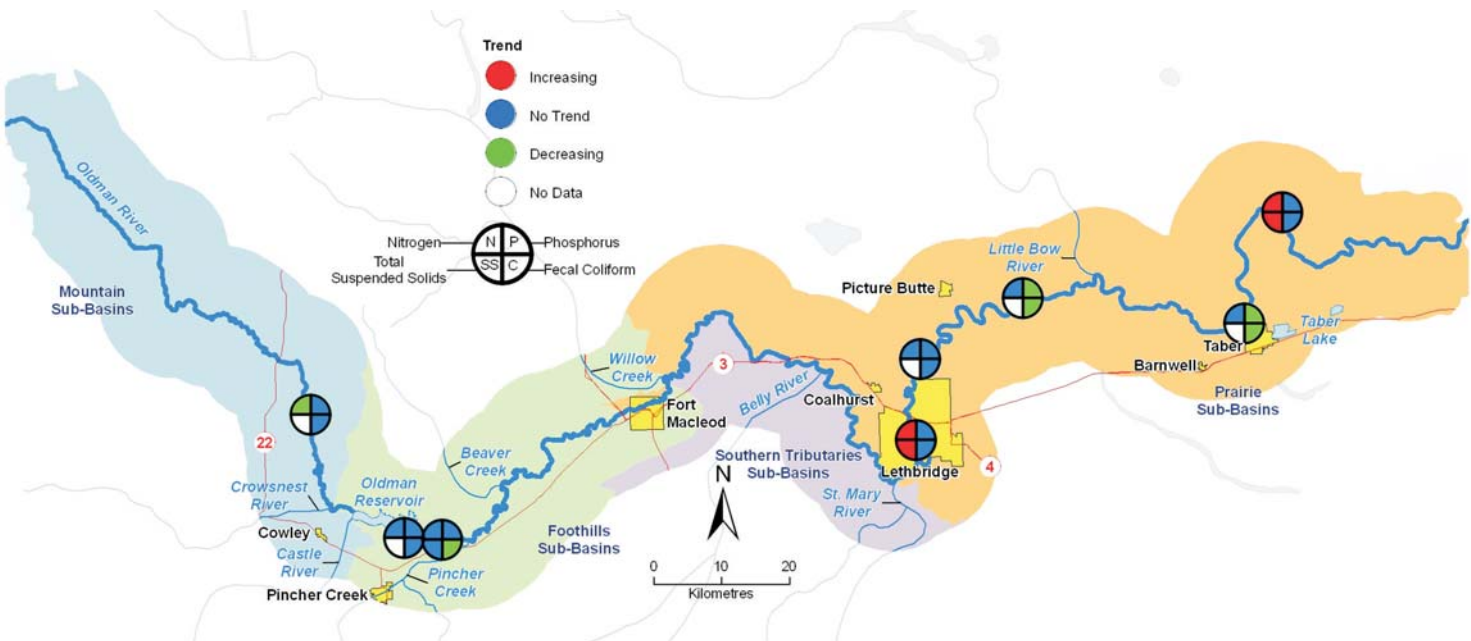 Trend
Increasing
No Trend
Decreasing
No Data
Nitrogen
N
P
Phosphorus
Total
Suspended Solids
SS
C
Fecal Coliform
Oldman River
Mountain
Sub-Basins
22
Crowsnest
River
Oldman
Reservoir
Cowley
Castle
River
Pincher Creek
Pincher
Creek
Beaver
Creek
Foothills
Sub-Basins
Willow
Creek
Fort
Macleod
3
Belly River
Coalhurst
Southern Tributaries
Sub-Basins
Lethbridge
4
St. Mary
River
N
0
10
20
Kilometres
Picture Butte
Little Bow
River
Taber
Taber
Lake
Barnwell
Prairie
Sub-Basins